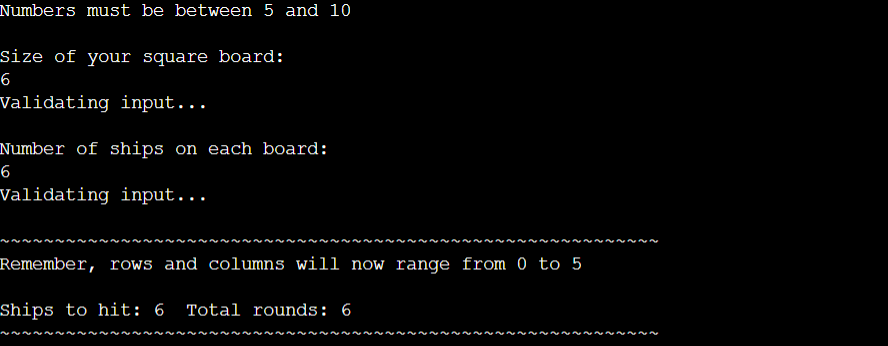 Numbers must be between 5 and 10
Size of your square board:
6
Validating input...
Number of ships on each board:
6
Validating input...
~~~~~~~~~~~~~~~~~~~~~~~~~~~~~~~~~~~~~~~~~~~~~~~~~~~~~~~~~~~~~
Remember, rows and columns will now range from 0 to 5
Ships to hit: 6  Total rounds: 6
~~~~~~~~~~~~~~~~~~~~~~~~~~~~~~~~~~~~~~~~~~~~~~~~~~~~~~~~~~~~~